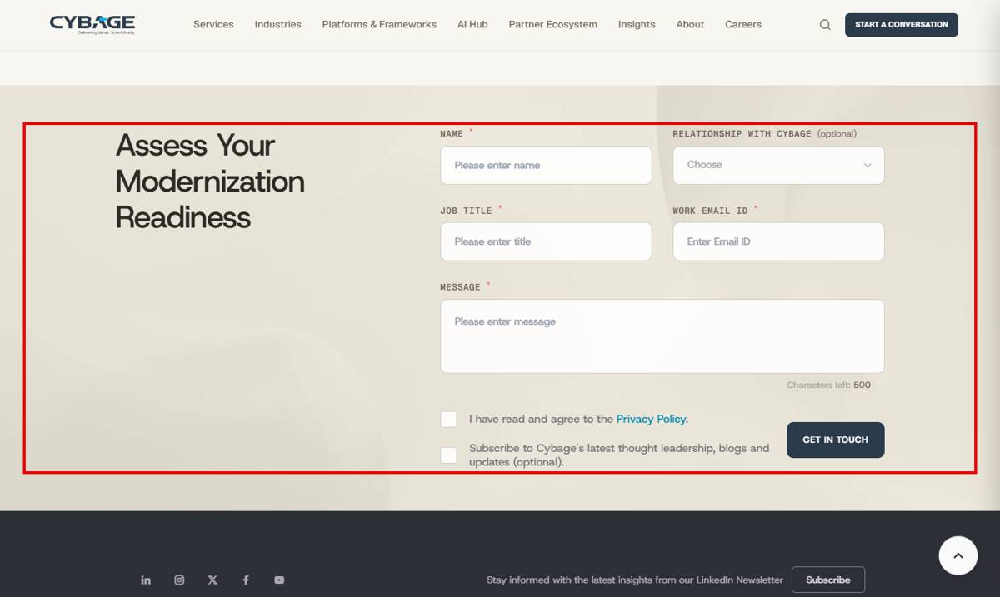 CYBAGE
Delivering Value. Scientifically.
Services Industries Platforms & Frameworks AI Hub Partner Ecosystem Insights About Careers
START A CONVERSATION
Assess Your
Modernization
Readiness
NAME *
RELATIONSHIP WITH CYBAGE (optional)
Please enter name
Choose
JOB TITLE *
WORK EMAIL ID *
Please enter title
Enter Email ID
MESSAGE *
Please enter message
Characters left: 500
I have read and agree to the Privacy Policy.
Subscribe to Cybage's latest thought leadership, blogs and
updates (optional).
GET IN TOUCH
Stay informed with the latest insights from our LinkedIn Newsletter
Subscribe